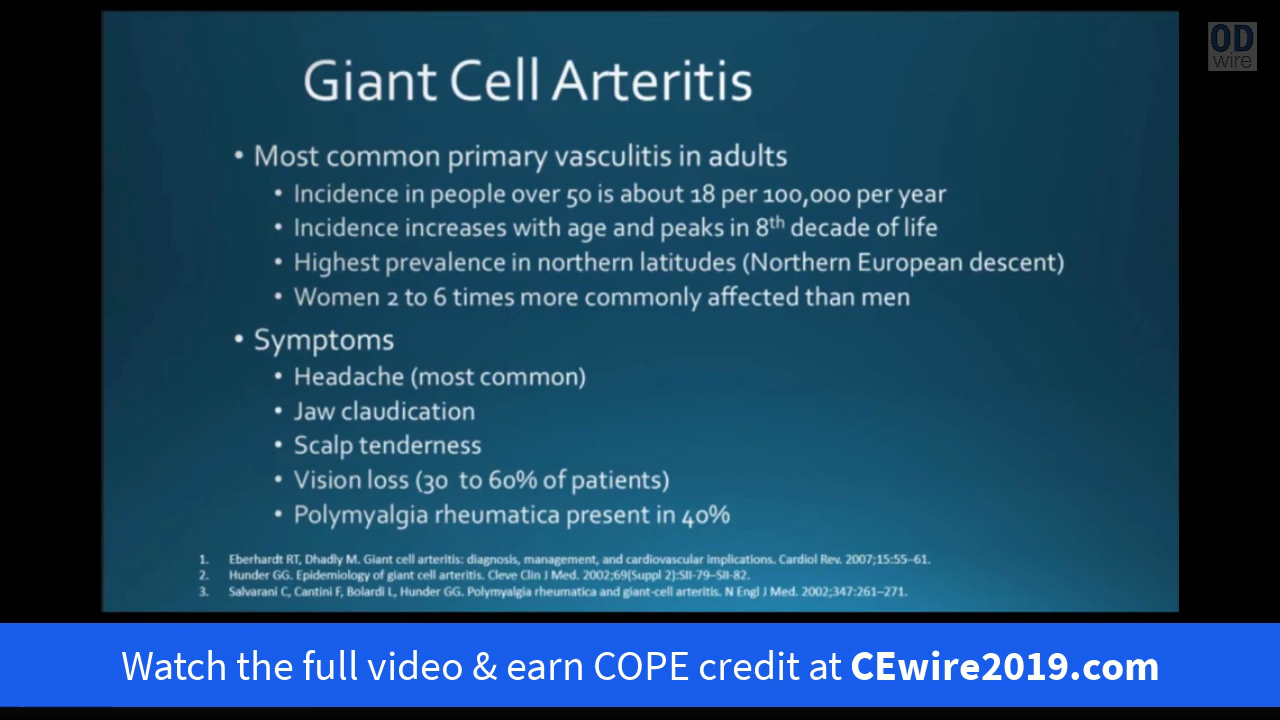 OD
wire
Giant Cell Arteritis
• Most common primary vasculitis in adults
• Incidence in people over 50 is about 18 per 100,000 per year
• Incidence increases with age and peaks in 8th decade of life
• Highest prevalence in northern latitudes (Northern European descent)
• Women 2 to 6 times more commonly affected than men
• Symptoms
• Headache (most common)
• Jaw claudication
• Scalp tenderness
• Vision loss (30 to 60% of patients)
• Polymyalgia rheumatica present in 40%
1. Eberhardt RT, Dhadly M. Giant cell arteritis: diagnosis, management, and cardiovascular implications. Cardiol Rev. 2007;15:55–61.
2. Hunder GG. Epidemiology of giant cell arteritis. Cleve Clin J Med. 2002;69(Suppl 2):SII-79–SII-82.
3. Salvarani C, Cantini F, Bolardi L, Hunder GG. Polymyalgia rheumatica and giant-cell arteritis. N Engl J Med. 2002;347:261–271.
Watch the full video & earn COPE credit at CEwire2019.com